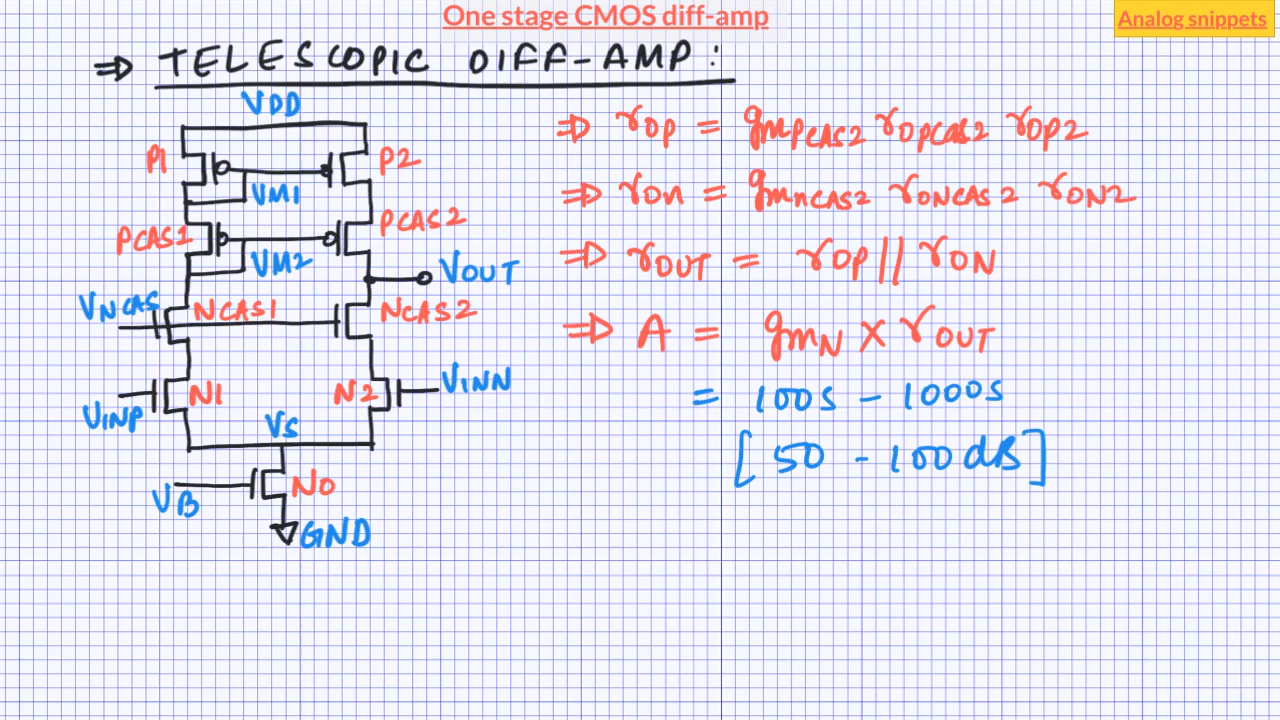 One stage CMOS diff-amp
Analog snippets
⇒ TELESCOPIC DIFF-AMP:
VDD
P1
P2
VM1
PCAS1
PCAS2
VM2
VOUT
VNCAS
NCAS1
NCAS2
VINP
N1
N2
VINN
VS
VB
N0
GND
⇒ rOP = gmPCAS2 rOPCAS2 rOP2
⇒ rOn = gmnCAS2 rONCAS2 rON2
⇒ rOUT = rOP || rON
⇒ A = gmN X rOUT
= 100s - 1000s
[50 - 100dB]